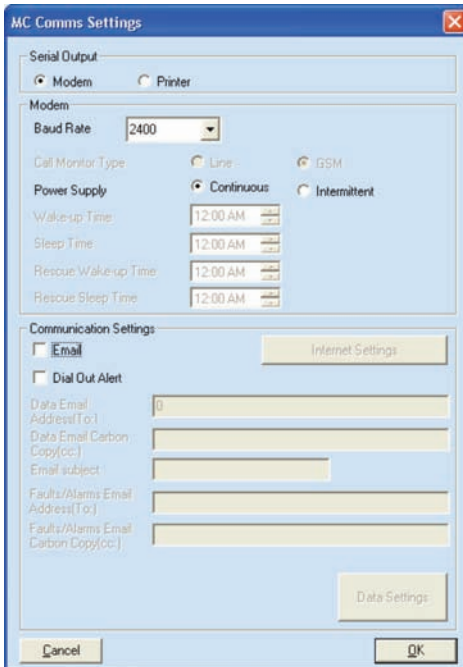 MC Comms Settings
Serial Output
Modem Printer
Modem
Baud Rate 2400
Call Monitor Type Line GSM
Power Supply Continuous Intermittent
Wake-up Time 12:00 AM
Sleep Time 12:00 AM
Rescue Wake-up Time 12:00 AM
Rescue Sleep Time 12:00 AM
Communication Settings
Email Internet Settings
Dial Out Alert
Data Email
Address(To:) 0
Data Email Carbon
Copy(cc:)
Email subject
Faults/Alarms Email
Address(To:)
Faults/Alarms Email
Carbon Copy(cc:)
Data Settings
Cancel OK